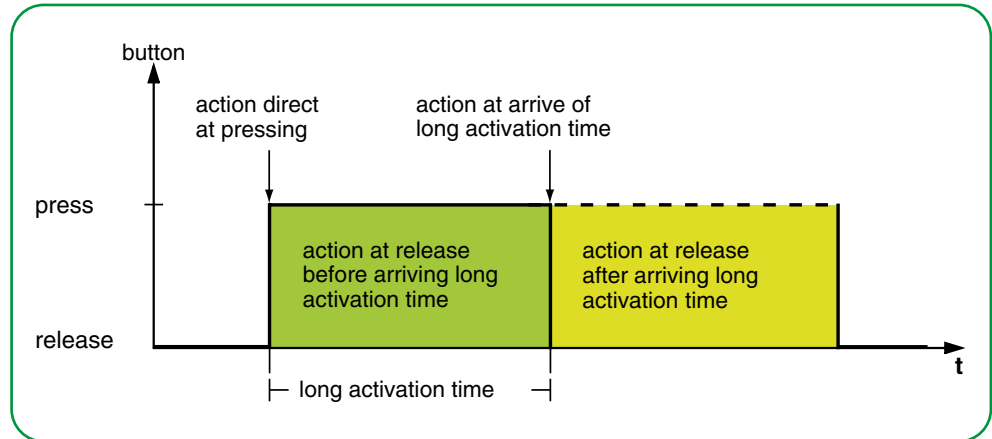 button
action direct
at pressing
action at arrive of
long activation time
press
action at release
before arriving long
activation time
action at release
after arriving long
activation time
release
t
long activation time